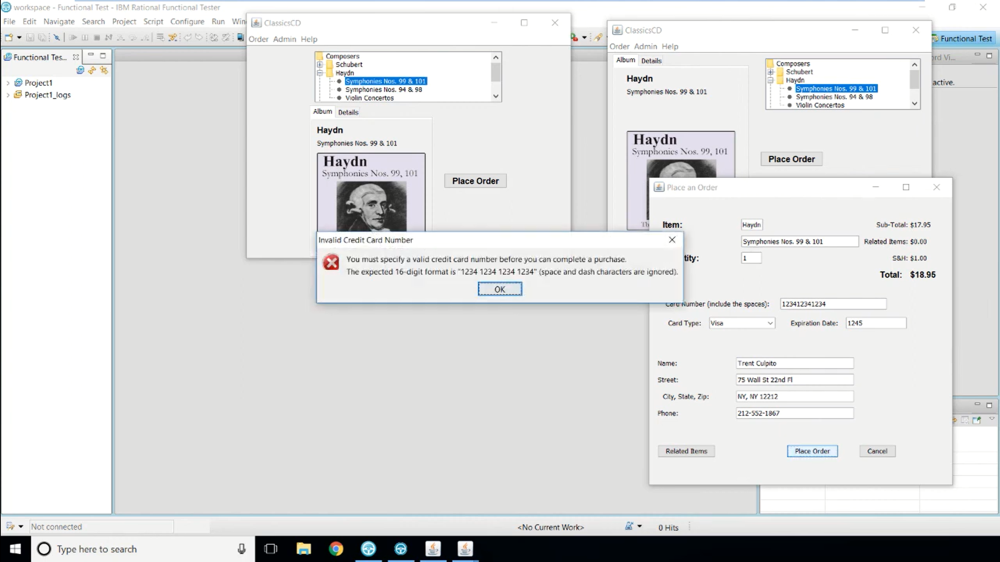 workspace - Functional Test - IBM Rational Functional Tester
File Edit Navigate Search Project Script Configure Run
Functional Test
Functional Tes...
Project1
Project1_logs
active.
ClassicsCD
Order Admin Help
Composers
Schubert
Haydn
Symphonies Nos. 99 & 101
Symphonies Nos. 94 & 98
Violin Concertos
Album Details
Haydn
Symphonies Nos. 99 & 101
Haydn
Symphonies Nos. 99, 101
Place Order
ClassicsCD
Order Admin Help
Album Details
Haydn
Symphonies Nos. 99 & 101
Composers
Schubert
Haydn
Symphonies Nos. 99 & 101
Symphonies Nos. 94 & 98
Violin Concertos
Haydn
Symphonies Nos. 99, 101
Place Order
Invalid Credit Card Number
You must specify a valid credit card number before you can complete a purchase.
The expected 16-digit format is "1234 1234 1234 1234" (space and dash characters are ignored).
OK
Place an Order
Item: Haydn Sub-Total: $17.95
Symphonies Nos. 99 & 101 Related Items: $0.00
tity: 1 S&H: $1.00
Total: $18.95
Card Number (include the spaces): 123412341234
Card Type: Visa Expiration Date: 1245
Name: Trent Culpito
Street: 75 Wall St 22nd Fl
City, State, Zip: NY, NY 12212
Phone: 212-552-1867
Related Items Place Order Cancel
Not connected <No Current Work> 0 Hits
Type here to search